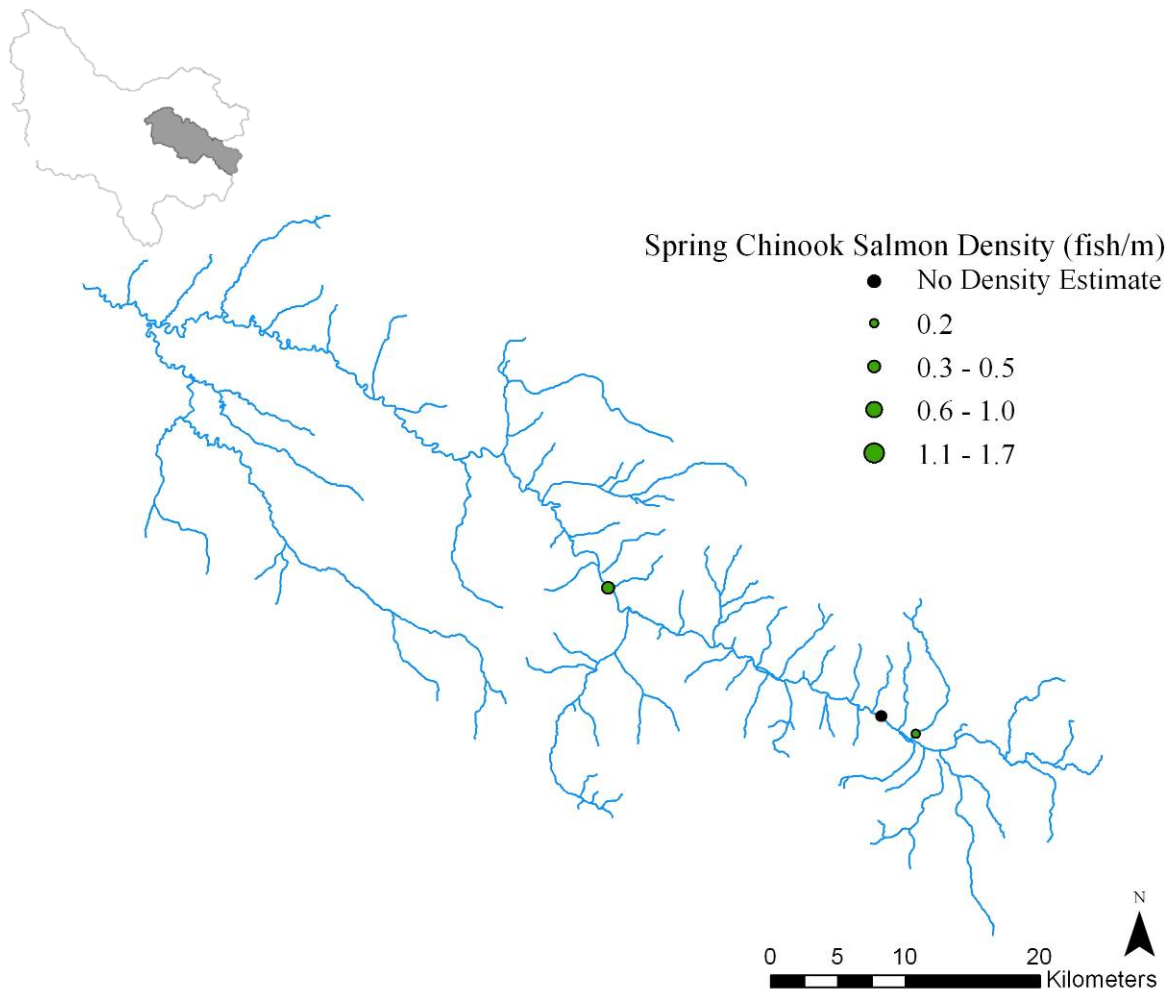 Spring Chinook Salmon Density (fish/m)
No Density Estimate
0.2
0.3 - 0.5
0.6 - 1.0
1.1 - 1.7
N
0 5 10 20
Kilometers